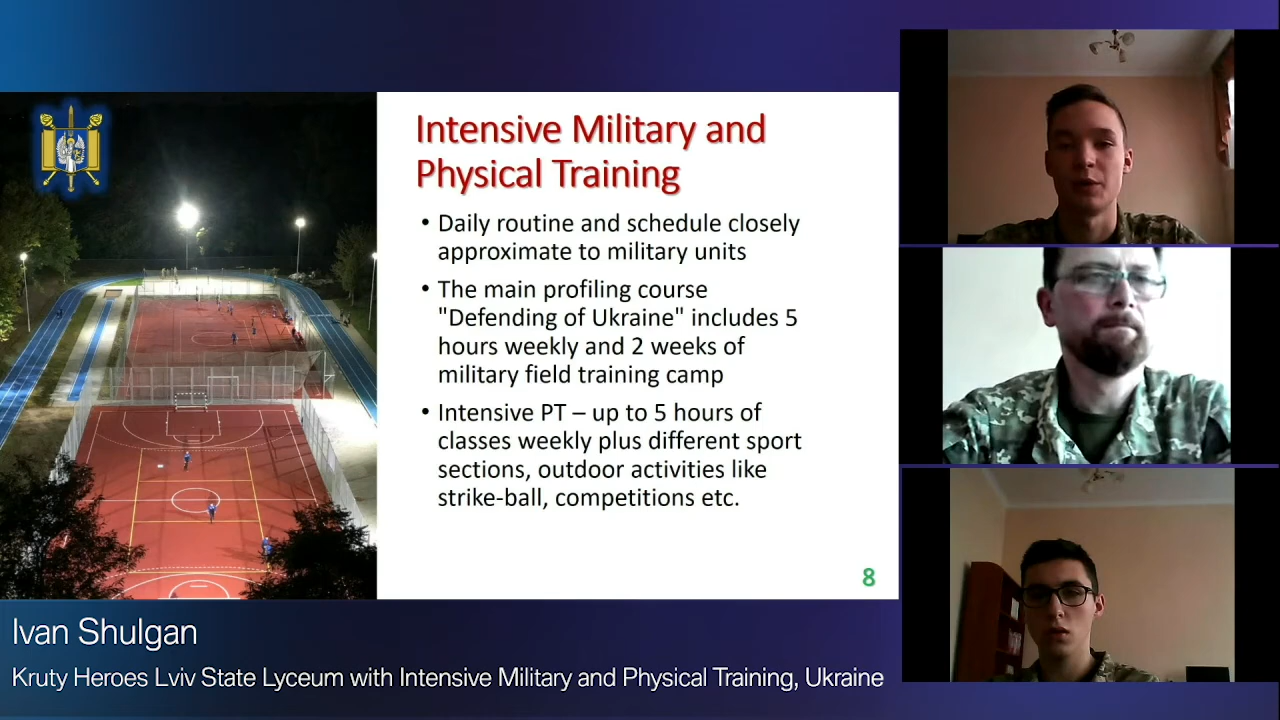 Intensive Military and
Physical Training
• Daily routine and schedule closely
approximate to military units
• The main profiling course
"Defending of Ukraine" includes 5
hours weekly and 2 weeks of
military field training camp
• Intensive PT – up to 5 hours of
classes weekly plus different sport
sections, outdoor activities like
strike-ball, competitions etc.
8
Ivan Shulgan
Kruty Heroes Lviv State Lyceum with Intensive Military and Physical Training, Ukraine